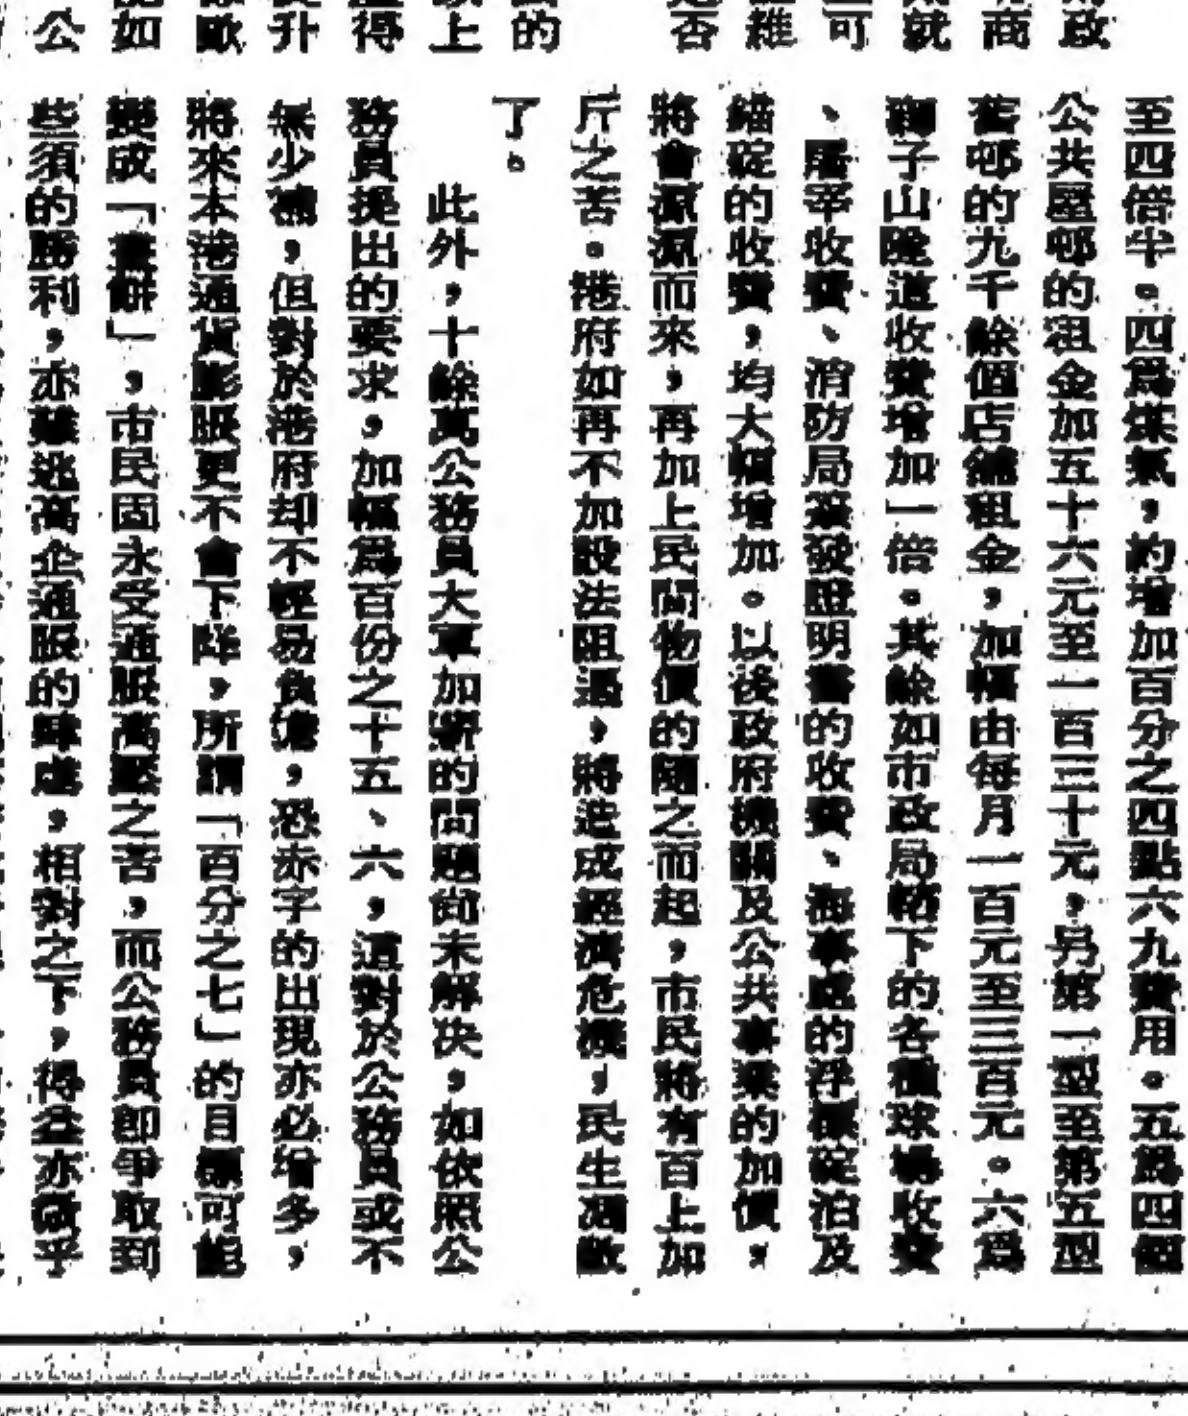 政
商
就
可
維
否
的
上
得
升
歐
如
公
至四倍半。四爲煤氣，約增加百分之四點六九費用。五爲四個
公共屋邨的租金加五十六元至一百三十元，另第一型至第五型
舊邨的九千餘個店舖租金，加幅由每月一百元至三百元。六爲
獅子山隧道收費增加一倍。其餘如市政局轄下的各種球場收費
、屠宰收費、消防局簽發證明書的收費、海事處的浮標碇泊及
錨碇的收費，均大幅增加。以後政府機關及公共事業的加價，
將會源源而來，再加上民間物價的隨之而起，市民將有百上加
斤之苦。港府如再不加設法阻遏，將造成經濟危機，民生凋敝
了。
此外，十餘萬公務員大軍加薪的問題尙未解決，如依照公
務員提出的要求，加幅爲百份之十五、六，這對於公務員或不
無少補，但對於港府却不輕易負擔，恐赤字的出現亦必增多，
將來本港通貨膨脹更不會下降，所謂「百分之七」的目標可能
變成「畫餅」，市民固永受通脹高壓之苦，而公務員卽爭取到
些須的勝利，亦難逃高企通脹的肆虐，相對之下，得益亦微乎